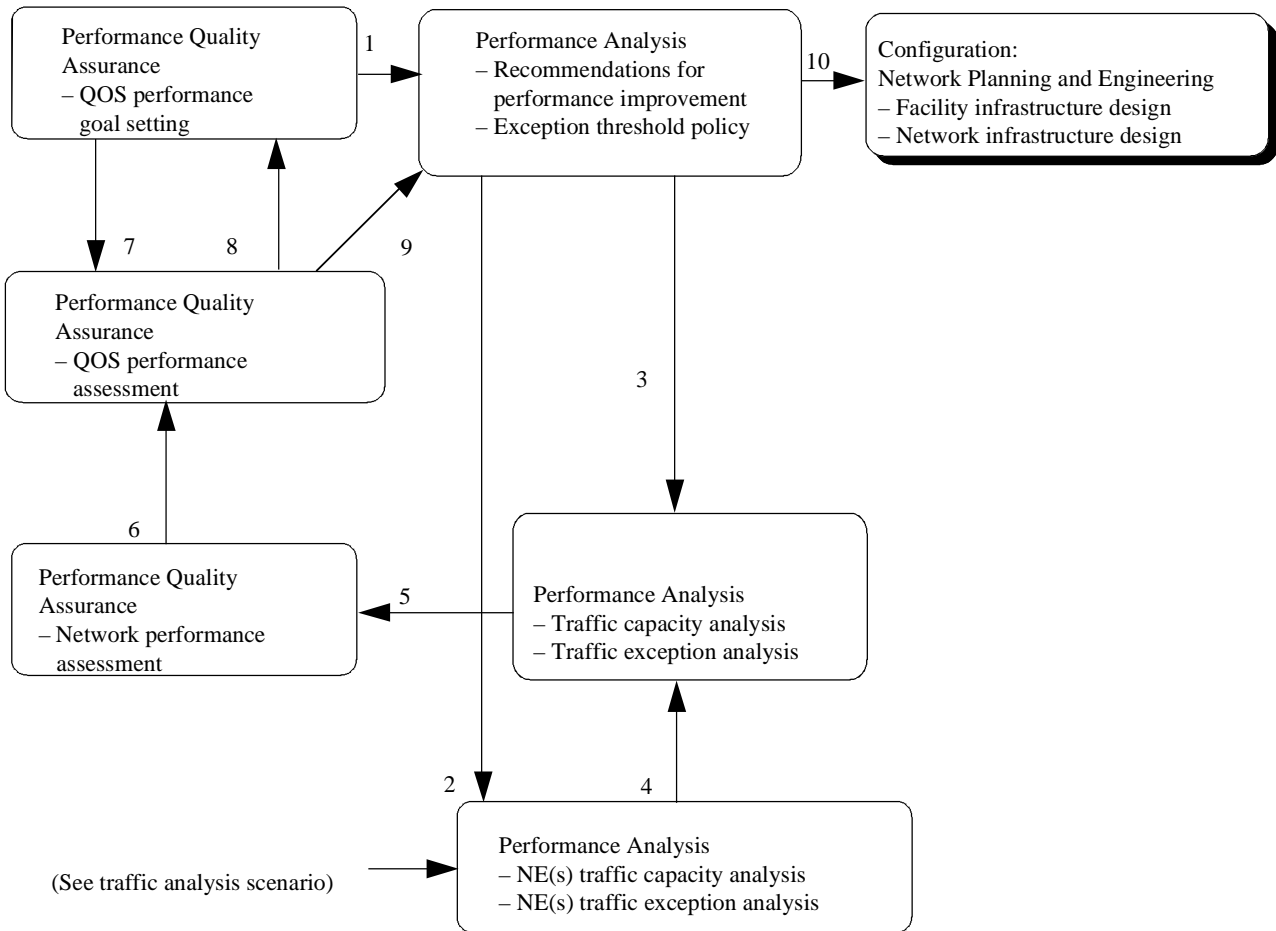 Performance Quality
Assurance
– QOS performance
goal setting
1
Performance Analysis
– Recommendations for
performance improvement
– Exception threshold policy
10
Configuration:
Network Planning and Engineering
– Facility infrastructure design
– Network infrastructure design
7
8
9
Performance Quality
Assurance
– QOS performance
assessment
3
6
Performance Quality
Assurance
– Network performance
assessment
5
Performance Analysis
– Traffic capacity analysis
– Traffic exception analysis
2
4
Performance Analysis
– NE(s) traffic capacity analysis
– NE(s) traffic exception analysis
(See traffic analysis scenario)